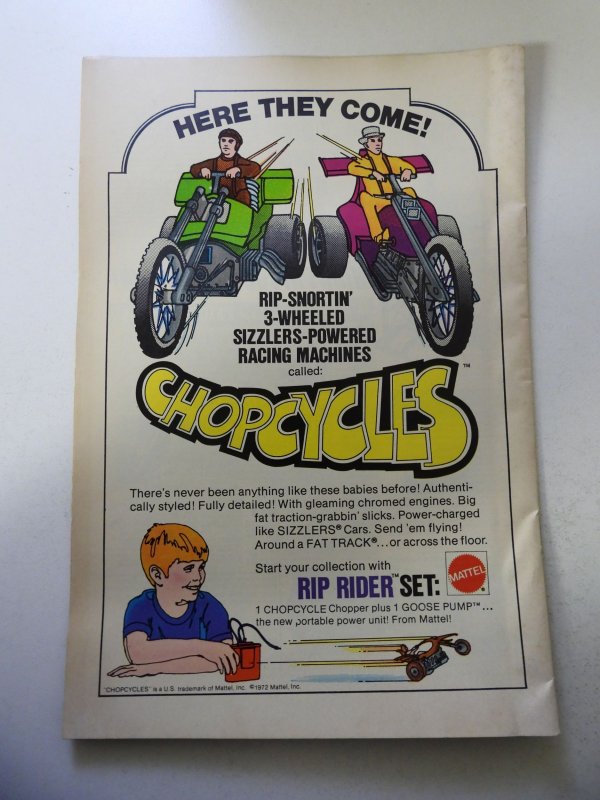 HERE THEY COME!
RIP-SNORTIN'
3-WHEELED
SIZZLERS-POWERED
RACING MACHINES
called:
CHOPCYCLES™
There's never been anything like these babies before! Authenti-
cally styled! Fully detailed! With gleaming chromed engines. Big
fat traction-grabbin' slicks. Power-charged
like SIZZLERS® Cars. Send 'em flying!
Around a FAT TRACK®...or across the floor.
Start your collection with
RIP RIDER™ SET:
MATTEL®
1 CHOPCYCLE Chopper plus 1 GOOSE PUMP™...
the new portable power unit! From Mattel!
"CHOPCYCLES" is a U.S. trademark of Mattel, Inc. ©1972 Mattel, Inc.